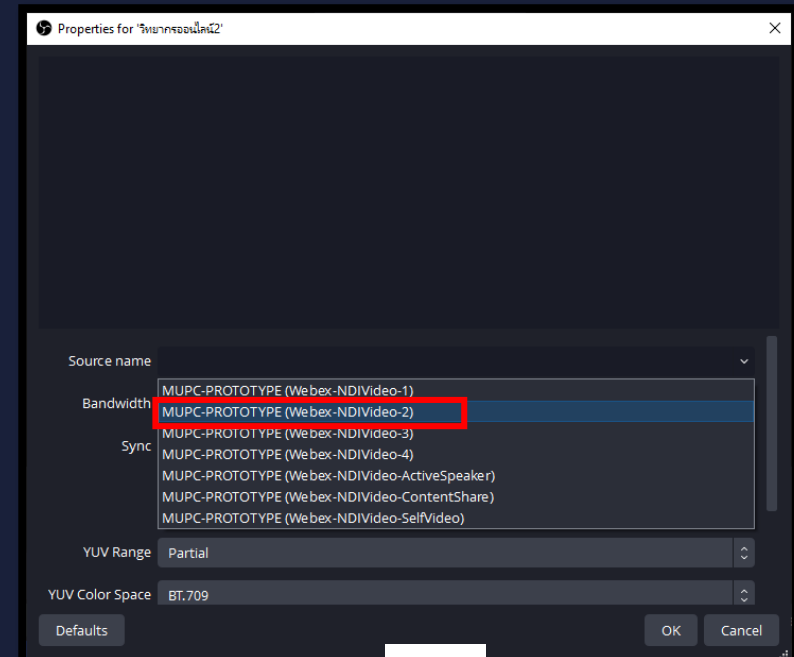 Properties for 'วิทยากรออนไลน์2'
Source name
MUPC-PROTOTYPE (Webex-NDIVideo-1)
Bandwidth
MUPC-PROTOTYPE (Webex-NDIVideo-2)
MUPC-PROTOTYPE (Webex-NDIVideo-3)
Sync
MUPC-PROTOTYPE (Webex-NDIVideo-4)
MUPC-PROTOTYPE (Webex-NDIVideo-ActiveSpeaker)
MUPC-PROTOTYPE (Webex-NDIVideo-ContentShare)
MUPC-PROTOTYPE (Webex-NDIVideo-SelfVideo)
YUV Range Partial
YUV Color Space BT.709
Defaults OK Cancel